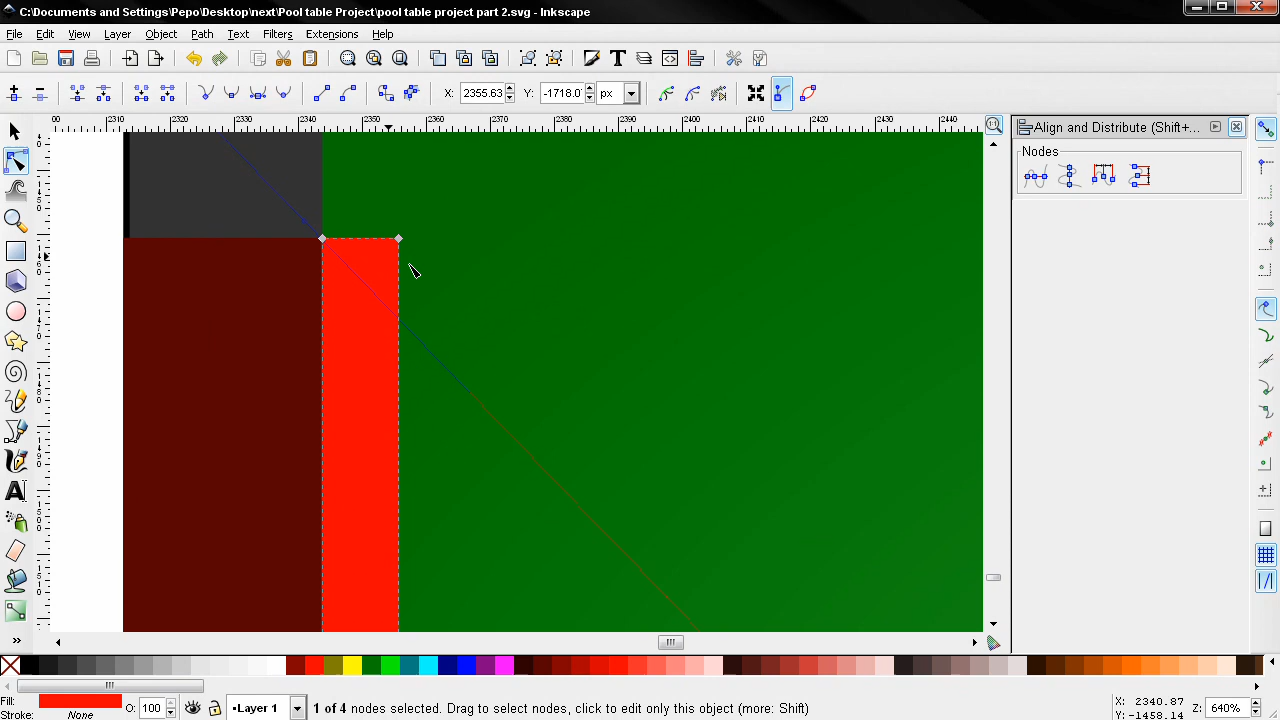 C:\Documents and Settings\Pepo\Desktop\next\Pool table Project\pool table project part 2.svg - Inkscape
File Edit View Layer Object Path Text Filters Extensions Help
X: 2355.63 Y: -1718.0 px
00 2310 2320 2330 2340 2350 2360 2370 2380 2390 2400 2410 2420 2430 2440
Align and Distribute (Shift+...
Nodes
Fill:
Stroke: None
O: 100
•Layer 1
1 of 4 nodes selected. Drag to select nodes, click to edit only this object (more: Shift)
X: 2340.87
Y: -1458.14
Z: 640%